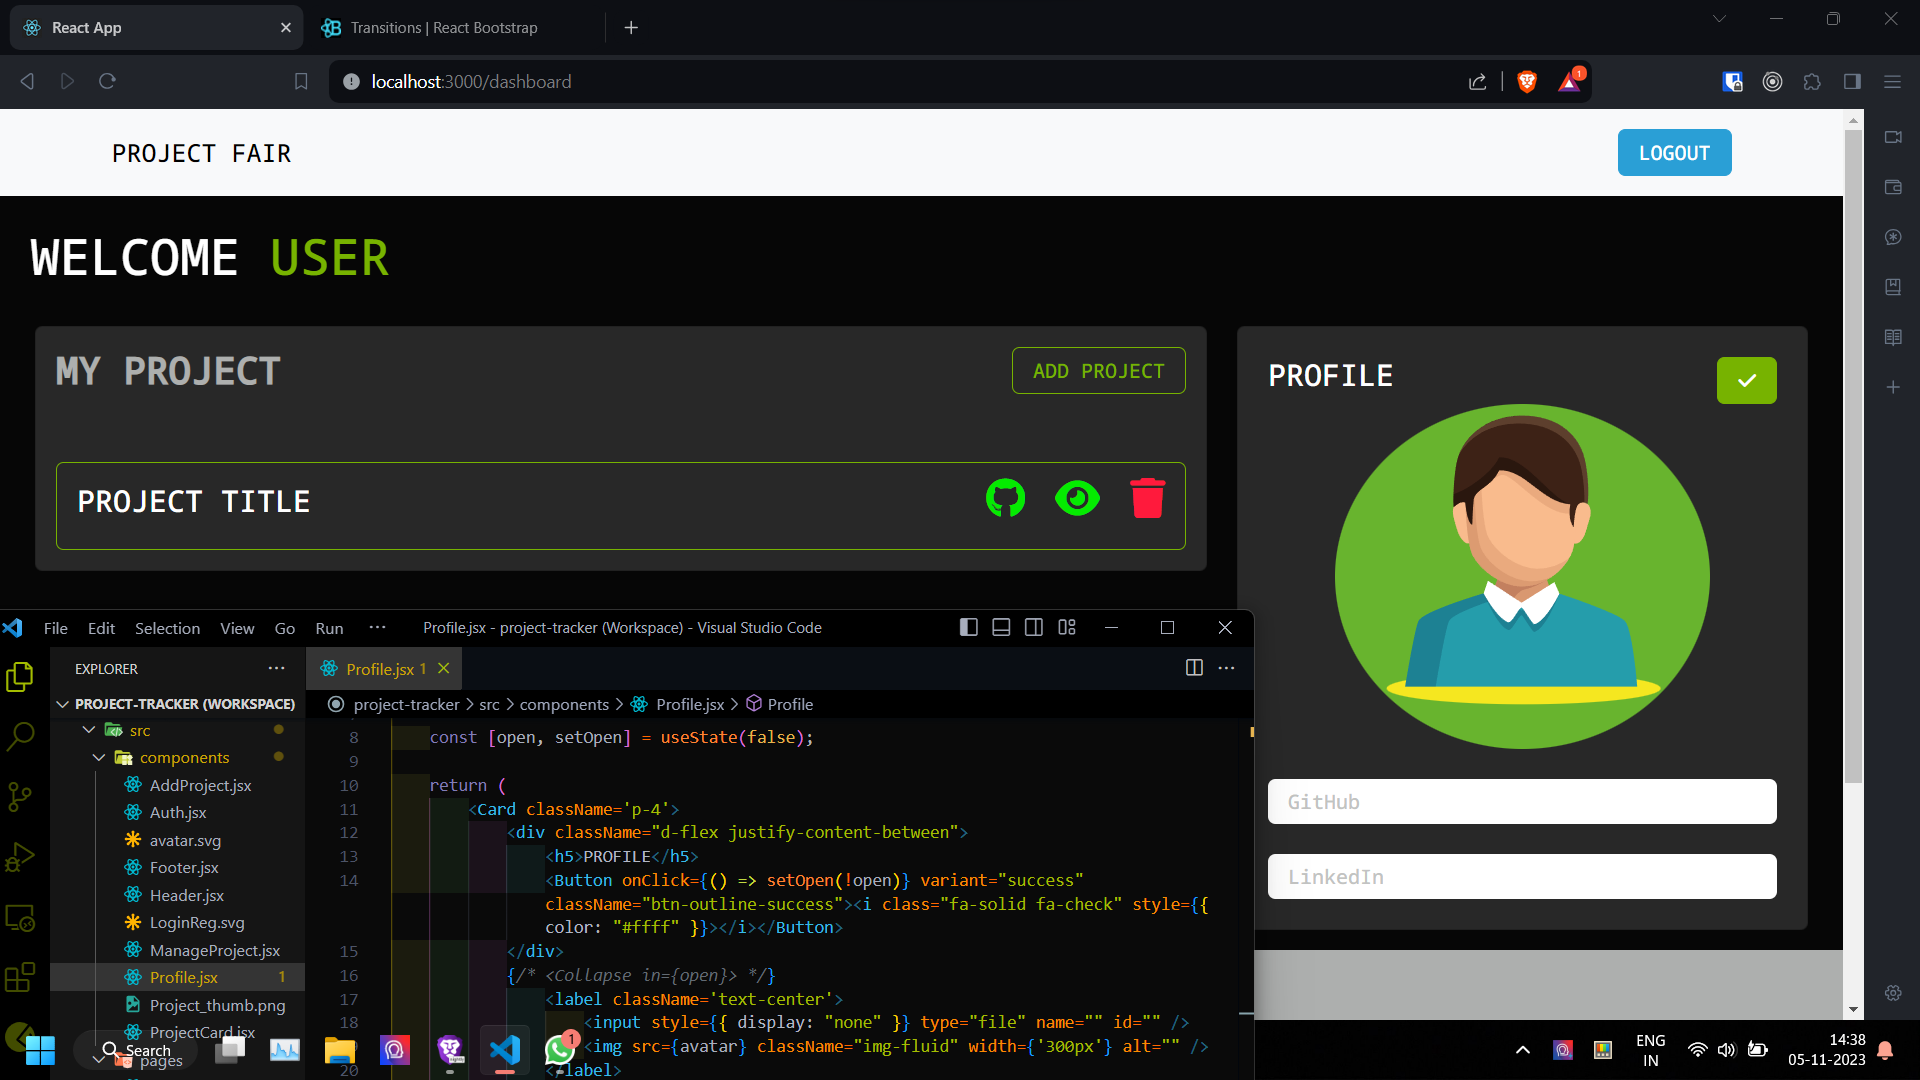 React App
Transitions | React Bootstrap
localhost:3000/dashboard
1
PROJECT FAIR
LOGOUT
WELCOME USER
MY PROJECT
ADD PROJECT
PROJECT TITLE
PROFILE
GitHub
LinkedIn
File Edit Selection View Go Run ··· Profile.jsx - project-tracker (Workspace) - Visual Studio Code
EXPLORER ···
PROJECT-TRACKER (WORKSPACE)
src
components
AddProject.jsx
Auth.jsx
avatar.svg
Footer.jsx
Header.jsx
LoginReg.svg
ManageProject.jsx
Profile.jsx 1
Project_thumb.png
ProjectCard.jsx
pages
Profile.jsx 1
project-tracker > src > components > Profile.jsx > Profile
8 const [open, setOpen] = useState(false);
9
10 return (
11 <Card className='p-4'>
12 <div className="d-flex justify-content-between">
13 <h5>PROFILE</h5>
14 <Button onClick={() => setOpen(!open)} variant="success"
className="btn-outline-success"><i class="fa-solid fa-check" style={{
color: "#ffff" }}></i></Button>
15 </div>
16 {/* <Collapse in={open}> */}
17 <label className='text-center'>
18 <input style={{ display: "none" }} type="file" name="" id="" />
<img src={avatar} className="img-fluid" width={'300px'} alt="" />
20 </label>
Search
1
ENG
IN
14:38
05-11-2023